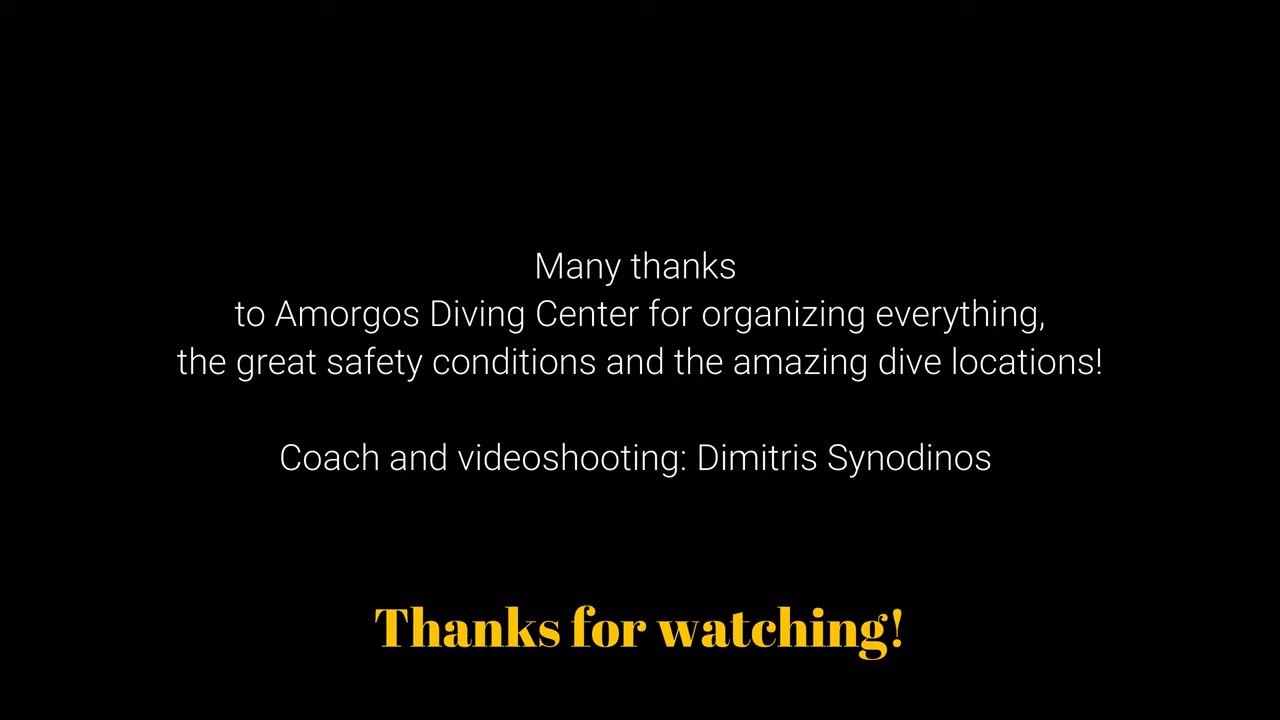 Many thanks
to Amorgos Diving Center for organizing everything,
the great safety conditions and the amazing dive locations!
Coach and videoshooting: Dimitris Synodinos
Thanks for watching!